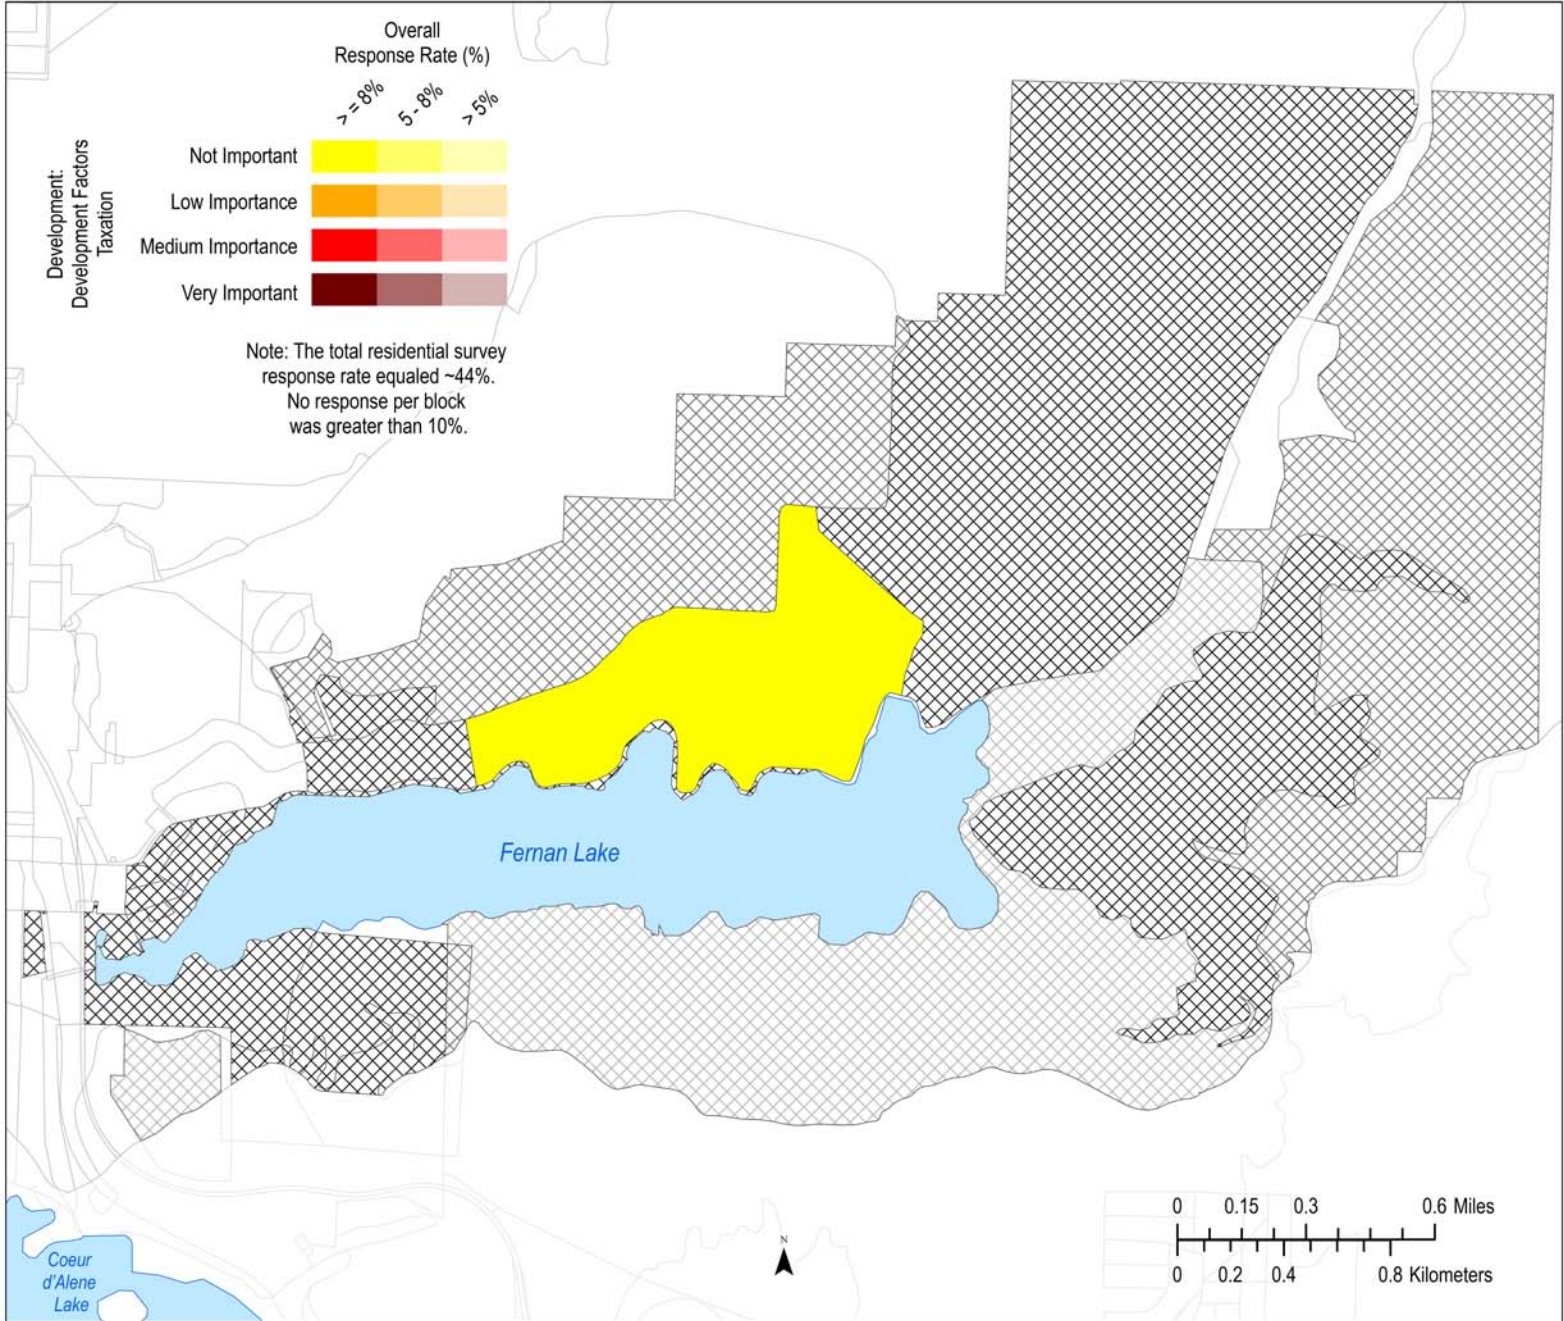 Overall
Response Rate (%)
> = 8%
5 - 8%
> 5%
Development:
Development Factors
Taxation
Not Important
Low Importance
Medium Importance
Very Important
Note: The total residential survey
response rate equaled ~44%.
No response per block
was greater than 10%.
Fernan Lake
Coeur
d'Alene
Lake
N
0 0.15 0.3 0.6 Miles
0 0.2 0.4 0.8 Kilometers